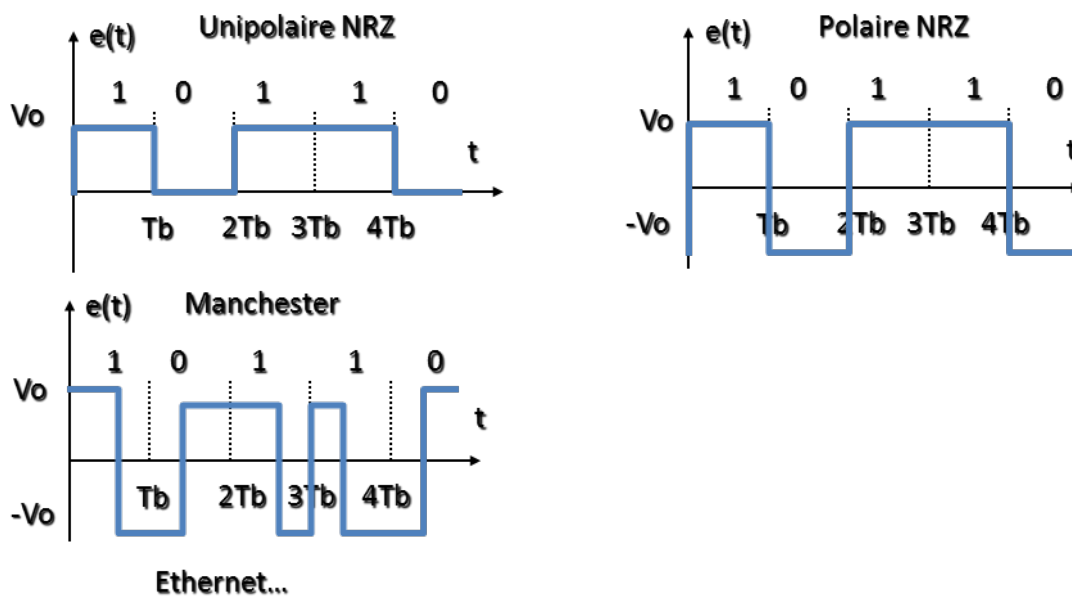 Unipolaire NRZ
e(t)
1 0 1 1 0
Vo
t
Tb 2Tb 3Tb 4Tb
Polaire NRZ
e(t)
1 0 1 1 0
Vo
t
-Vo
Tb 2Tb 3Tb 4Tb
Manchester
e(t)
1 0 1 1 0
Vo
t
Tb 2Tb 3Tb 4Tb
-Vo
Ethernet...